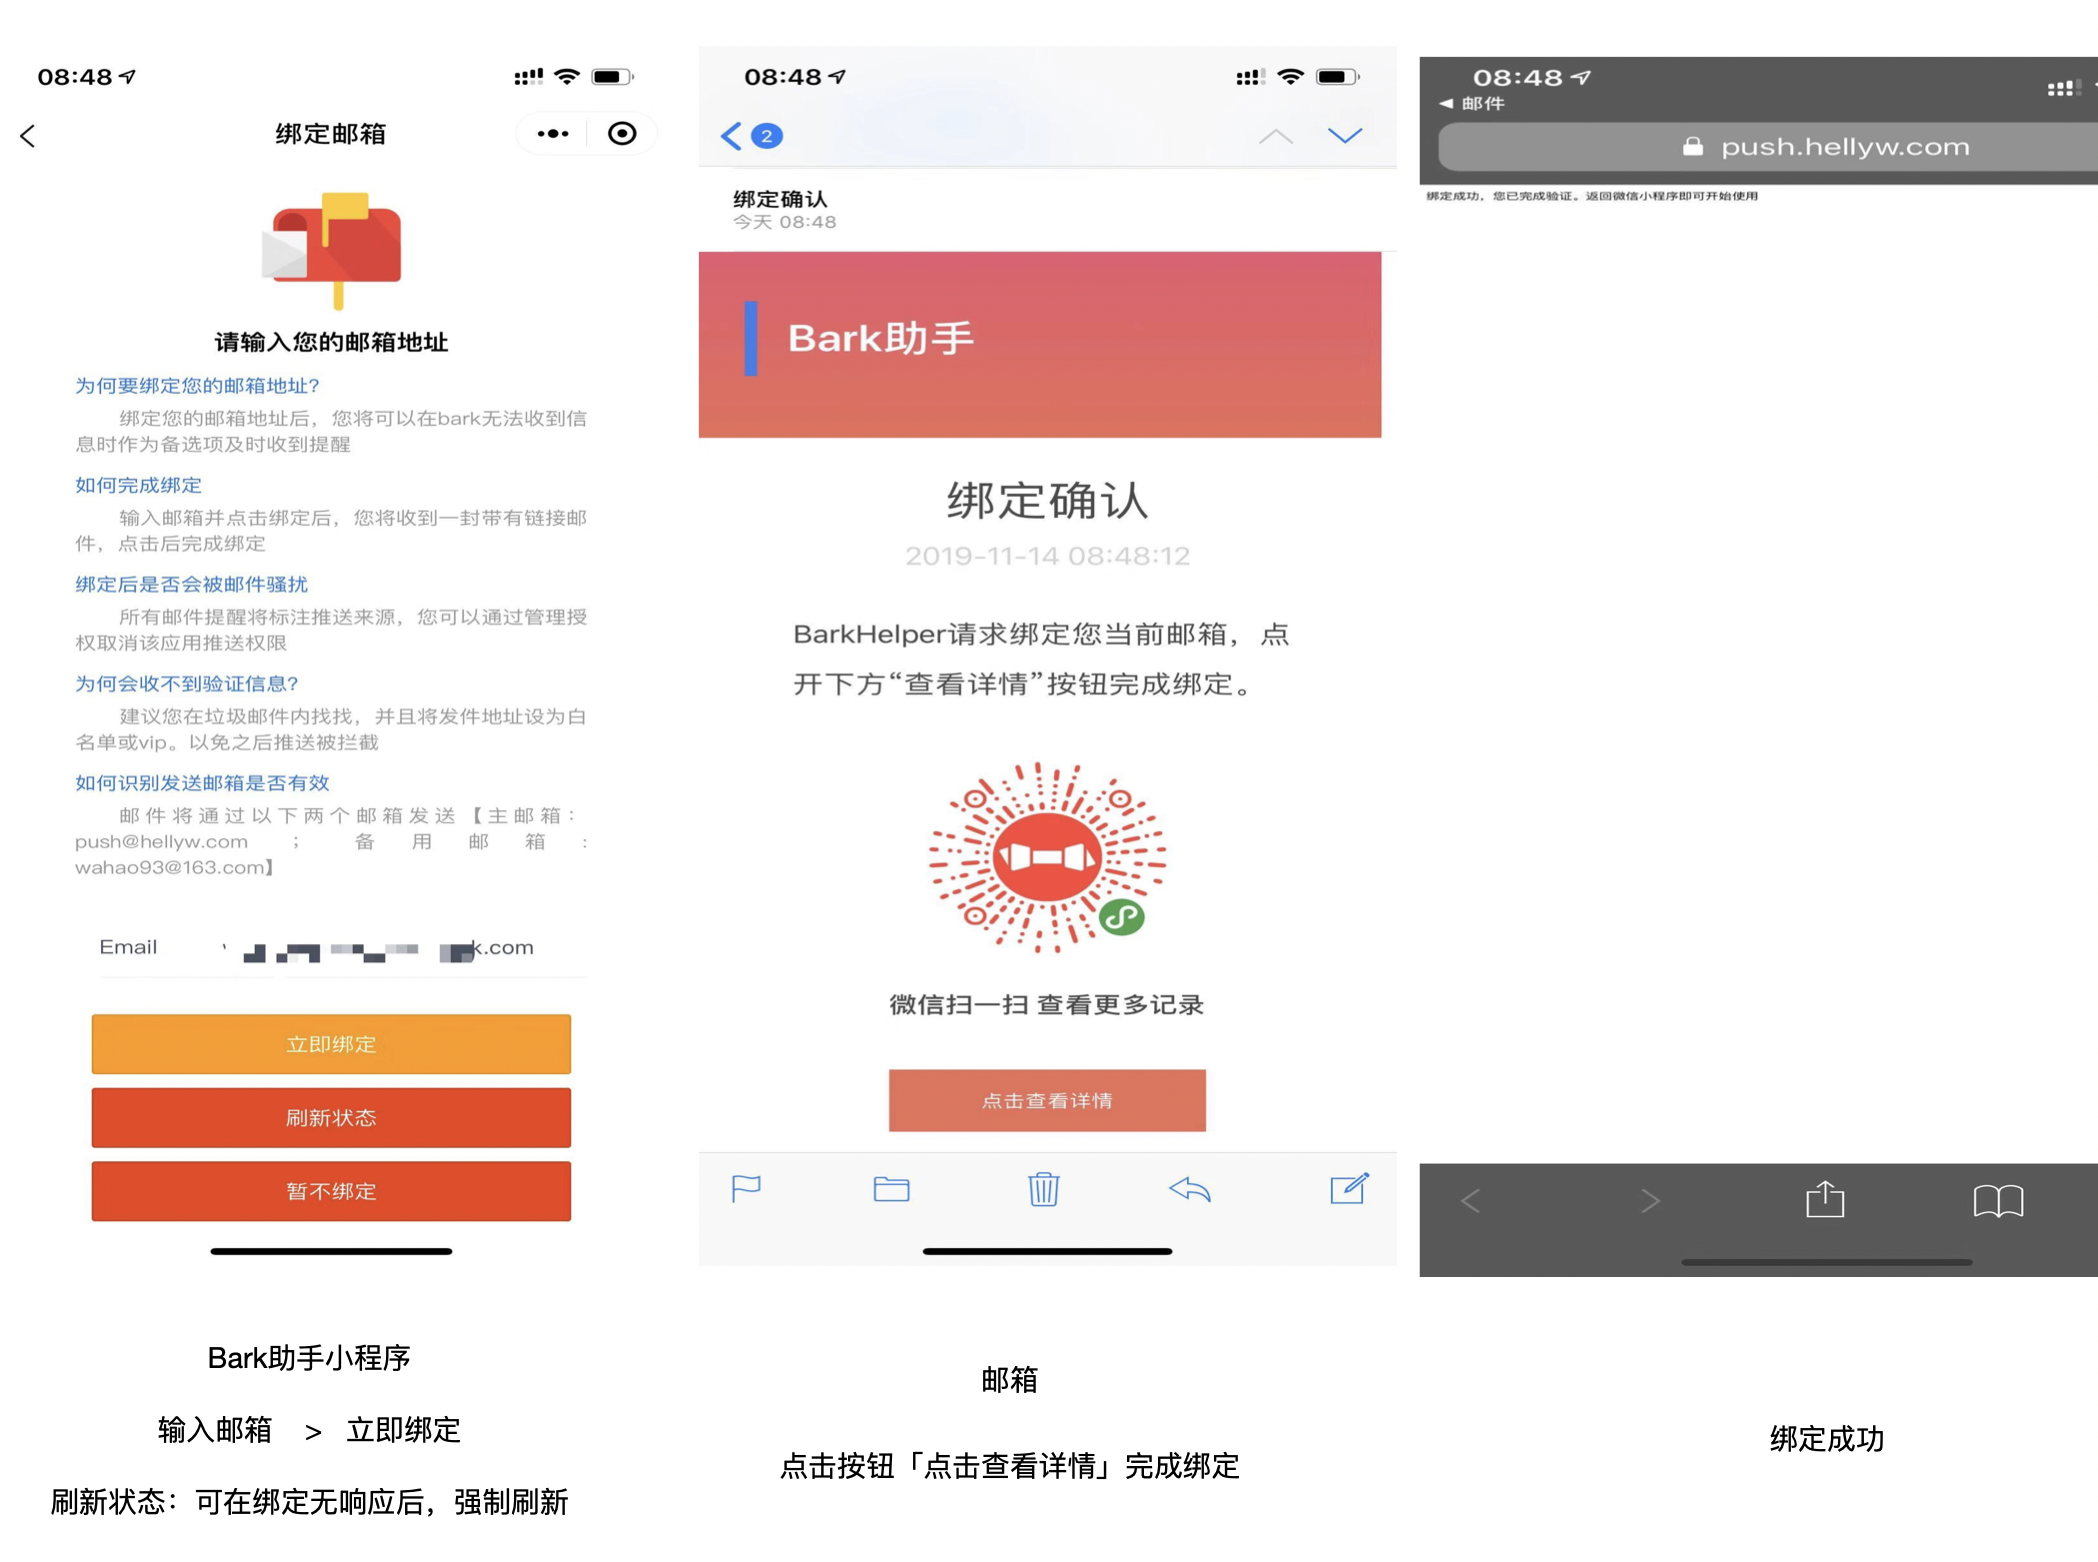 08:48
绑定邮箱
请输入您的邮箱地址
为何要绑定您的邮箱地址?
绑定您的邮箱地址后，您将可以在bark无法收到信
息时作为备选项及时收到提醒
如何完成绑定
输入邮箱并点击绑定后，您将收到一封带有链接邮
件，点击后完成绑定
绑定后是否会被邮件骚扰
所有邮件提醒将标注推送来源，您可以通过管理授
权取消该应用推送权限
为何会收不到验证信息?
建议您在垃圾邮件内找找，并且将发件地址设为白
名单或vip。以免之后推送被拦截
如何识别发送邮箱是否有效
邮件将通过以下两个邮箱发送【主邮箱：
push@hellyw.com ； 备用邮箱：
wahao93@163.com】
Email k.com
立即绑定
刷新状态
暂不绑定
Bark助手小程序
输入邮箱 > 立即绑定
刷新状态：可在绑定无响应后，强制刷新
08:48
2
绑定确认
今天 08:48
Bark助手
绑定确认
2019-11-14 08:48:12
BarkHelper请求绑定您当前邮箱，点
开下方“查看详情”按钮完成绑定。
微信扫一扫 查看更多记录
点击查看详情
邮箱
点击按钮「点击查看详情」完成绑定
08:48
◀ 邮件
push.hellyw.com
绑定成功，您已完成验证。返回微信小程序即可开始使用
绑定成功